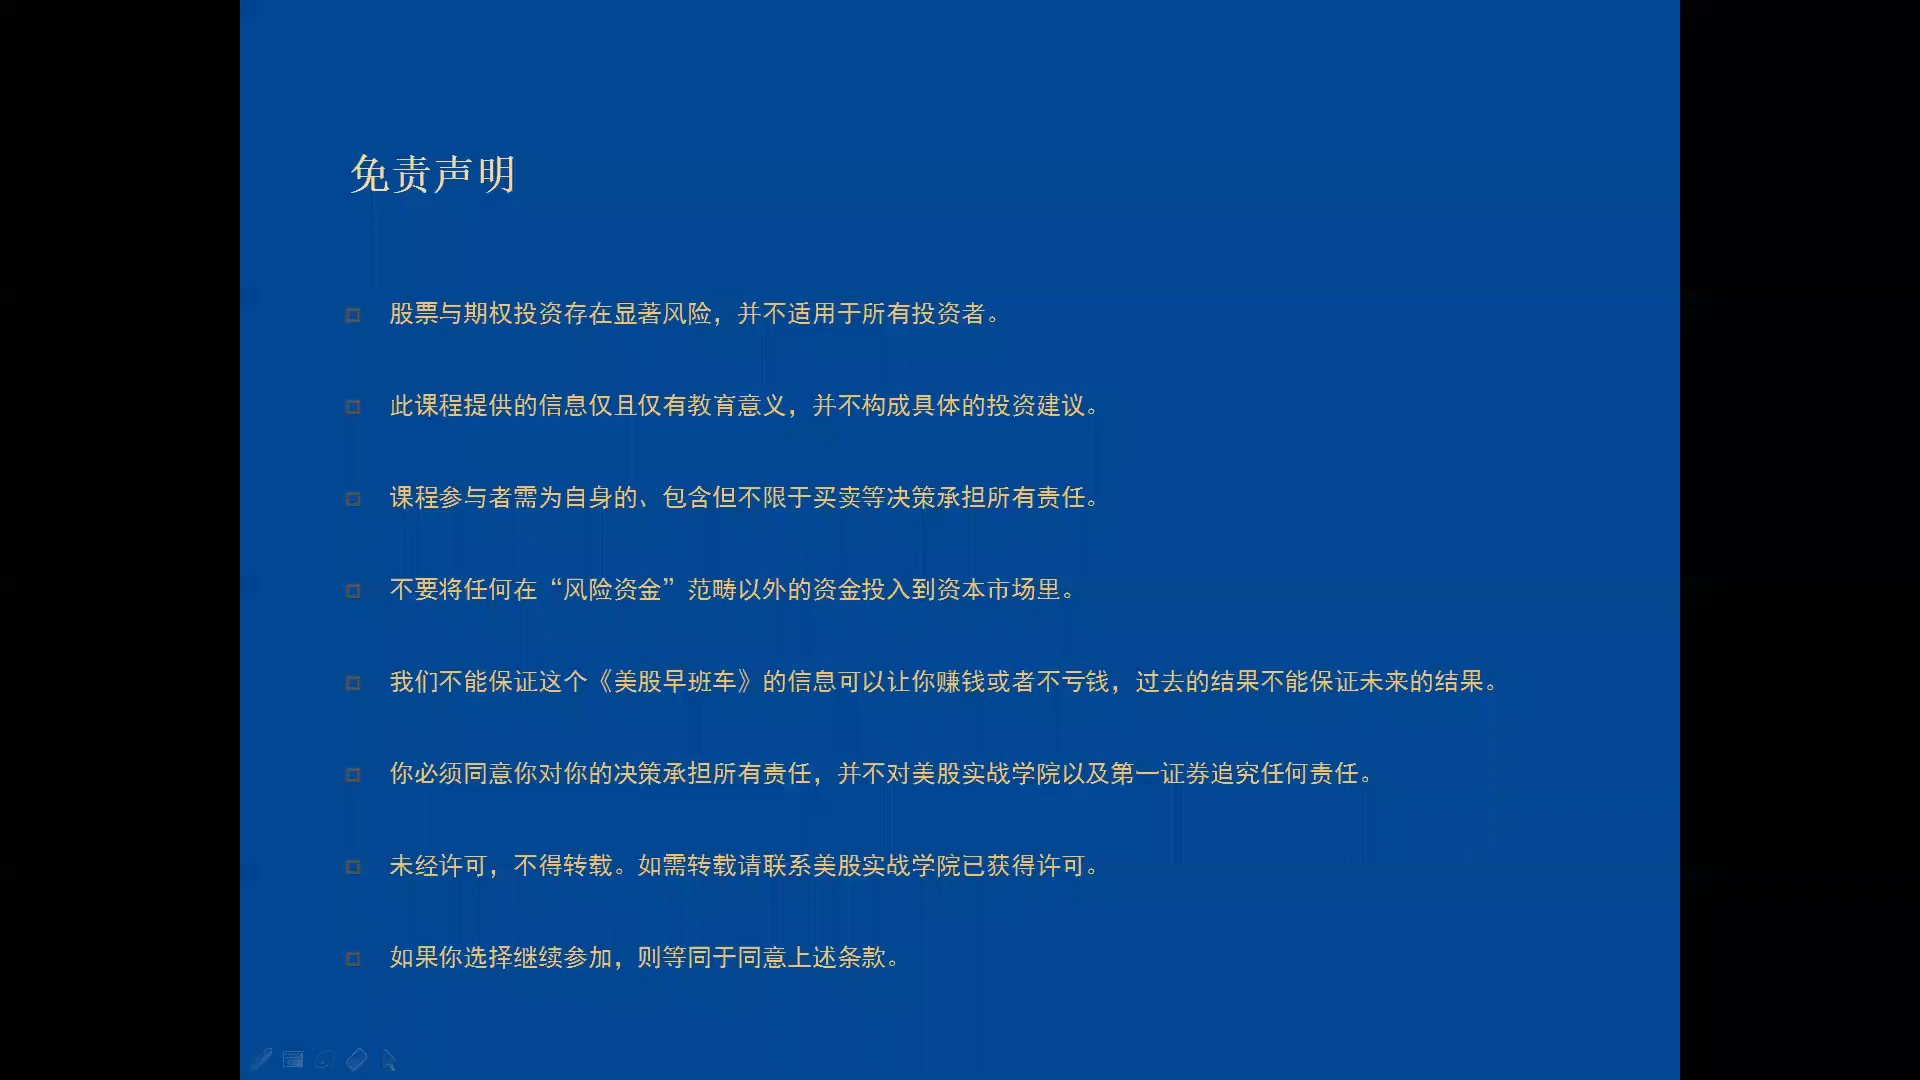 免责声明
股票与期权投资存在显著风险，并不适用于所有投资者。
此课程提供的信息仅且仅有教育意义，并不构成具体的投资建议。
课程参与者需为自身的、包含但不限于买卖等决策承担所有责任。
不要将任何在“风险资金”范畴以外的资金投入到资本市场里。
我们不能保证这个《美股早班车》的信息可以让你赚钱或者不亏钱，过去的结果不能保证未来的结果。
你必须同意你对你的决策承担所有责任，并不对美股实战学院以及第一证券追究任何责任。
未经许可，不得转载。如需转载请联系美股实战学院已获得许可。
如果你选择继续参加，则等同于同意上述条款。